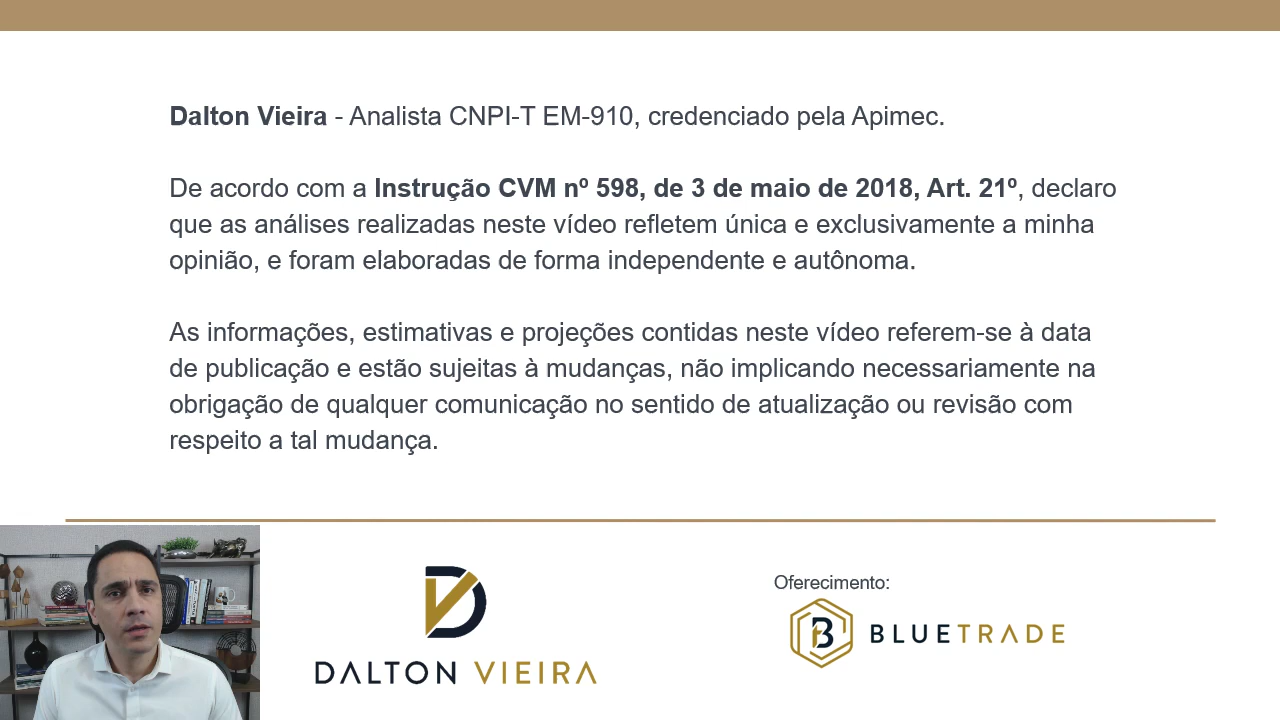 Dalton Vieira - Analista CNPI-T EM-910, credenciado pela Apimec.
De acordo com a Instrução CVM nº 598, de 3 de maio de 2018, Art. 21º, declaro
que as análises realizadas neste vídeo refletem única e exclusivamente a minha
opinião, e foram elaboradas de forma independente e autônoma.
As informações, estimativas e projeções contidas neste vídeo referem-se à data
de publicação e estão sujeitas à mudanças, não implicando necessariamente na
obrigação de qualquer comunicação no sentido de atualização ou revisão com
respeito a tal mudança.
DALTON VIEIRA
Oferecimento:
BLUETRADE